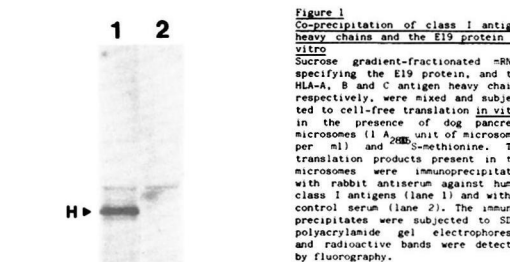 1 2
H
Figure 1
Co-precipitation of class I antig
heavy chains and the E19 protein
vitro
Sucrose gradient-fractionated mRN
specifying the E19 protein, and t
HLA-A, B and C antigen heavy chai
respectively, were mixed and subje
ted to cell-free translation in vit
in the presence of dog pancre
microsomes (1 A unit of microsom
per ml) and S-methionine. T
translation products present in t
microsomes were immunoprecipitat
with rabbit antiserum against hum
class I antigens (lane 1) and with
control serum (lane 2). The immun
precipitates were subjected to SD
polyacrylamide gel electrophores
and radioactive bands were detect
by fluorography.